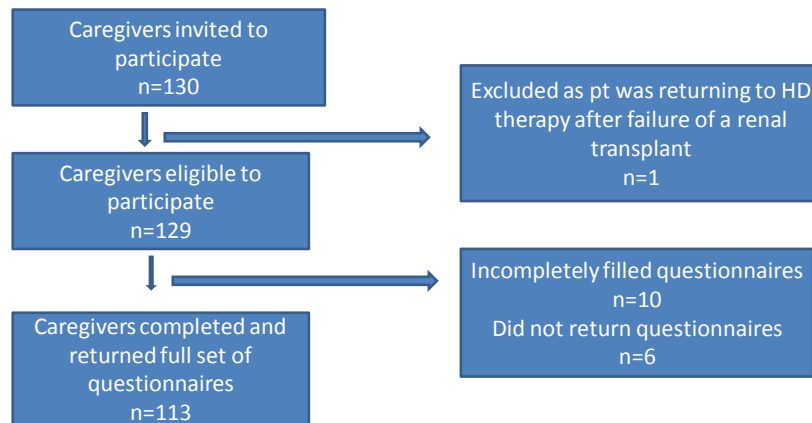 Caregivers invited to
participate
n=130
Excluded as pt was returning to HD
therapy after failure of a renal
transplant
n=1
Caregivers eligible to
participate
n=129
Incompletely filled questionnaires
n=10
Did not return questionnaires
n=6
Caregivers completed and
returned full set of
questionnaires
n=113